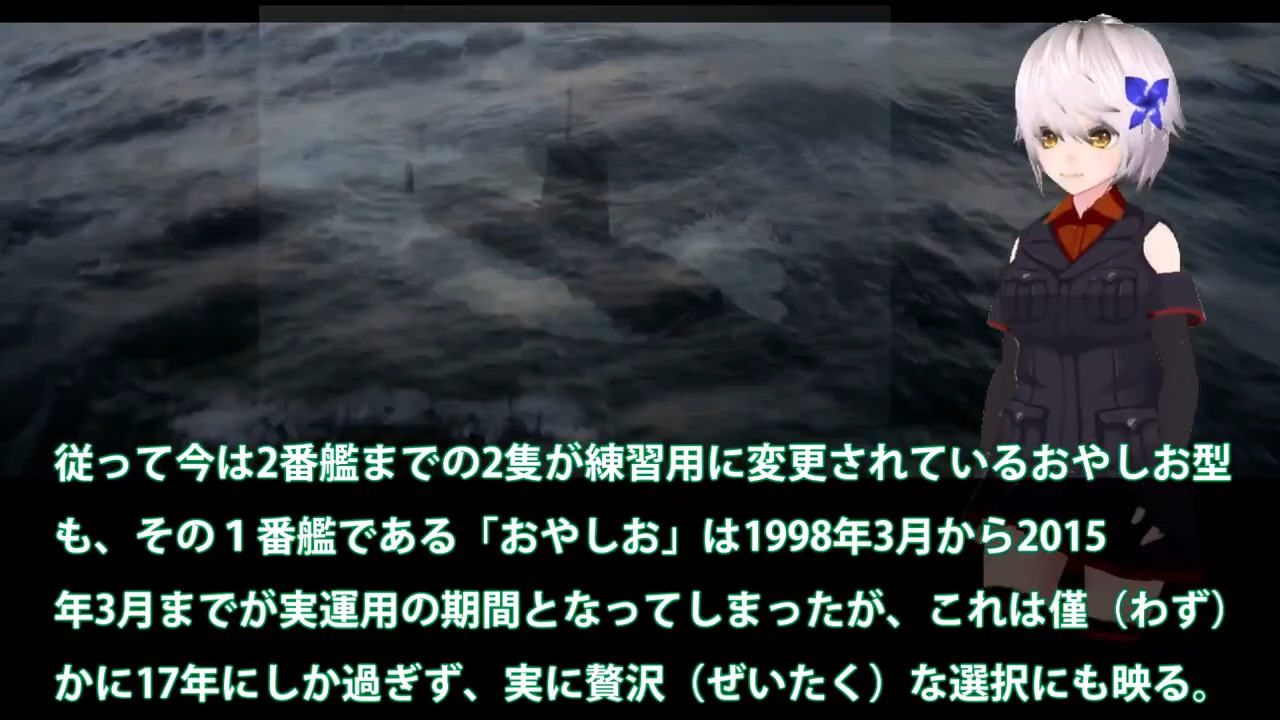 従って今は2番艦までの2隻が練習用に変更されているおやしお型
も、その１番艦である「おやしお」は1998年3月から2015
年3月までが実運用の期間となってしまったが、これは僅（わず）
かに17年にしか過ぎず、実に贅沢（ぜいたく）な選択にも映る。